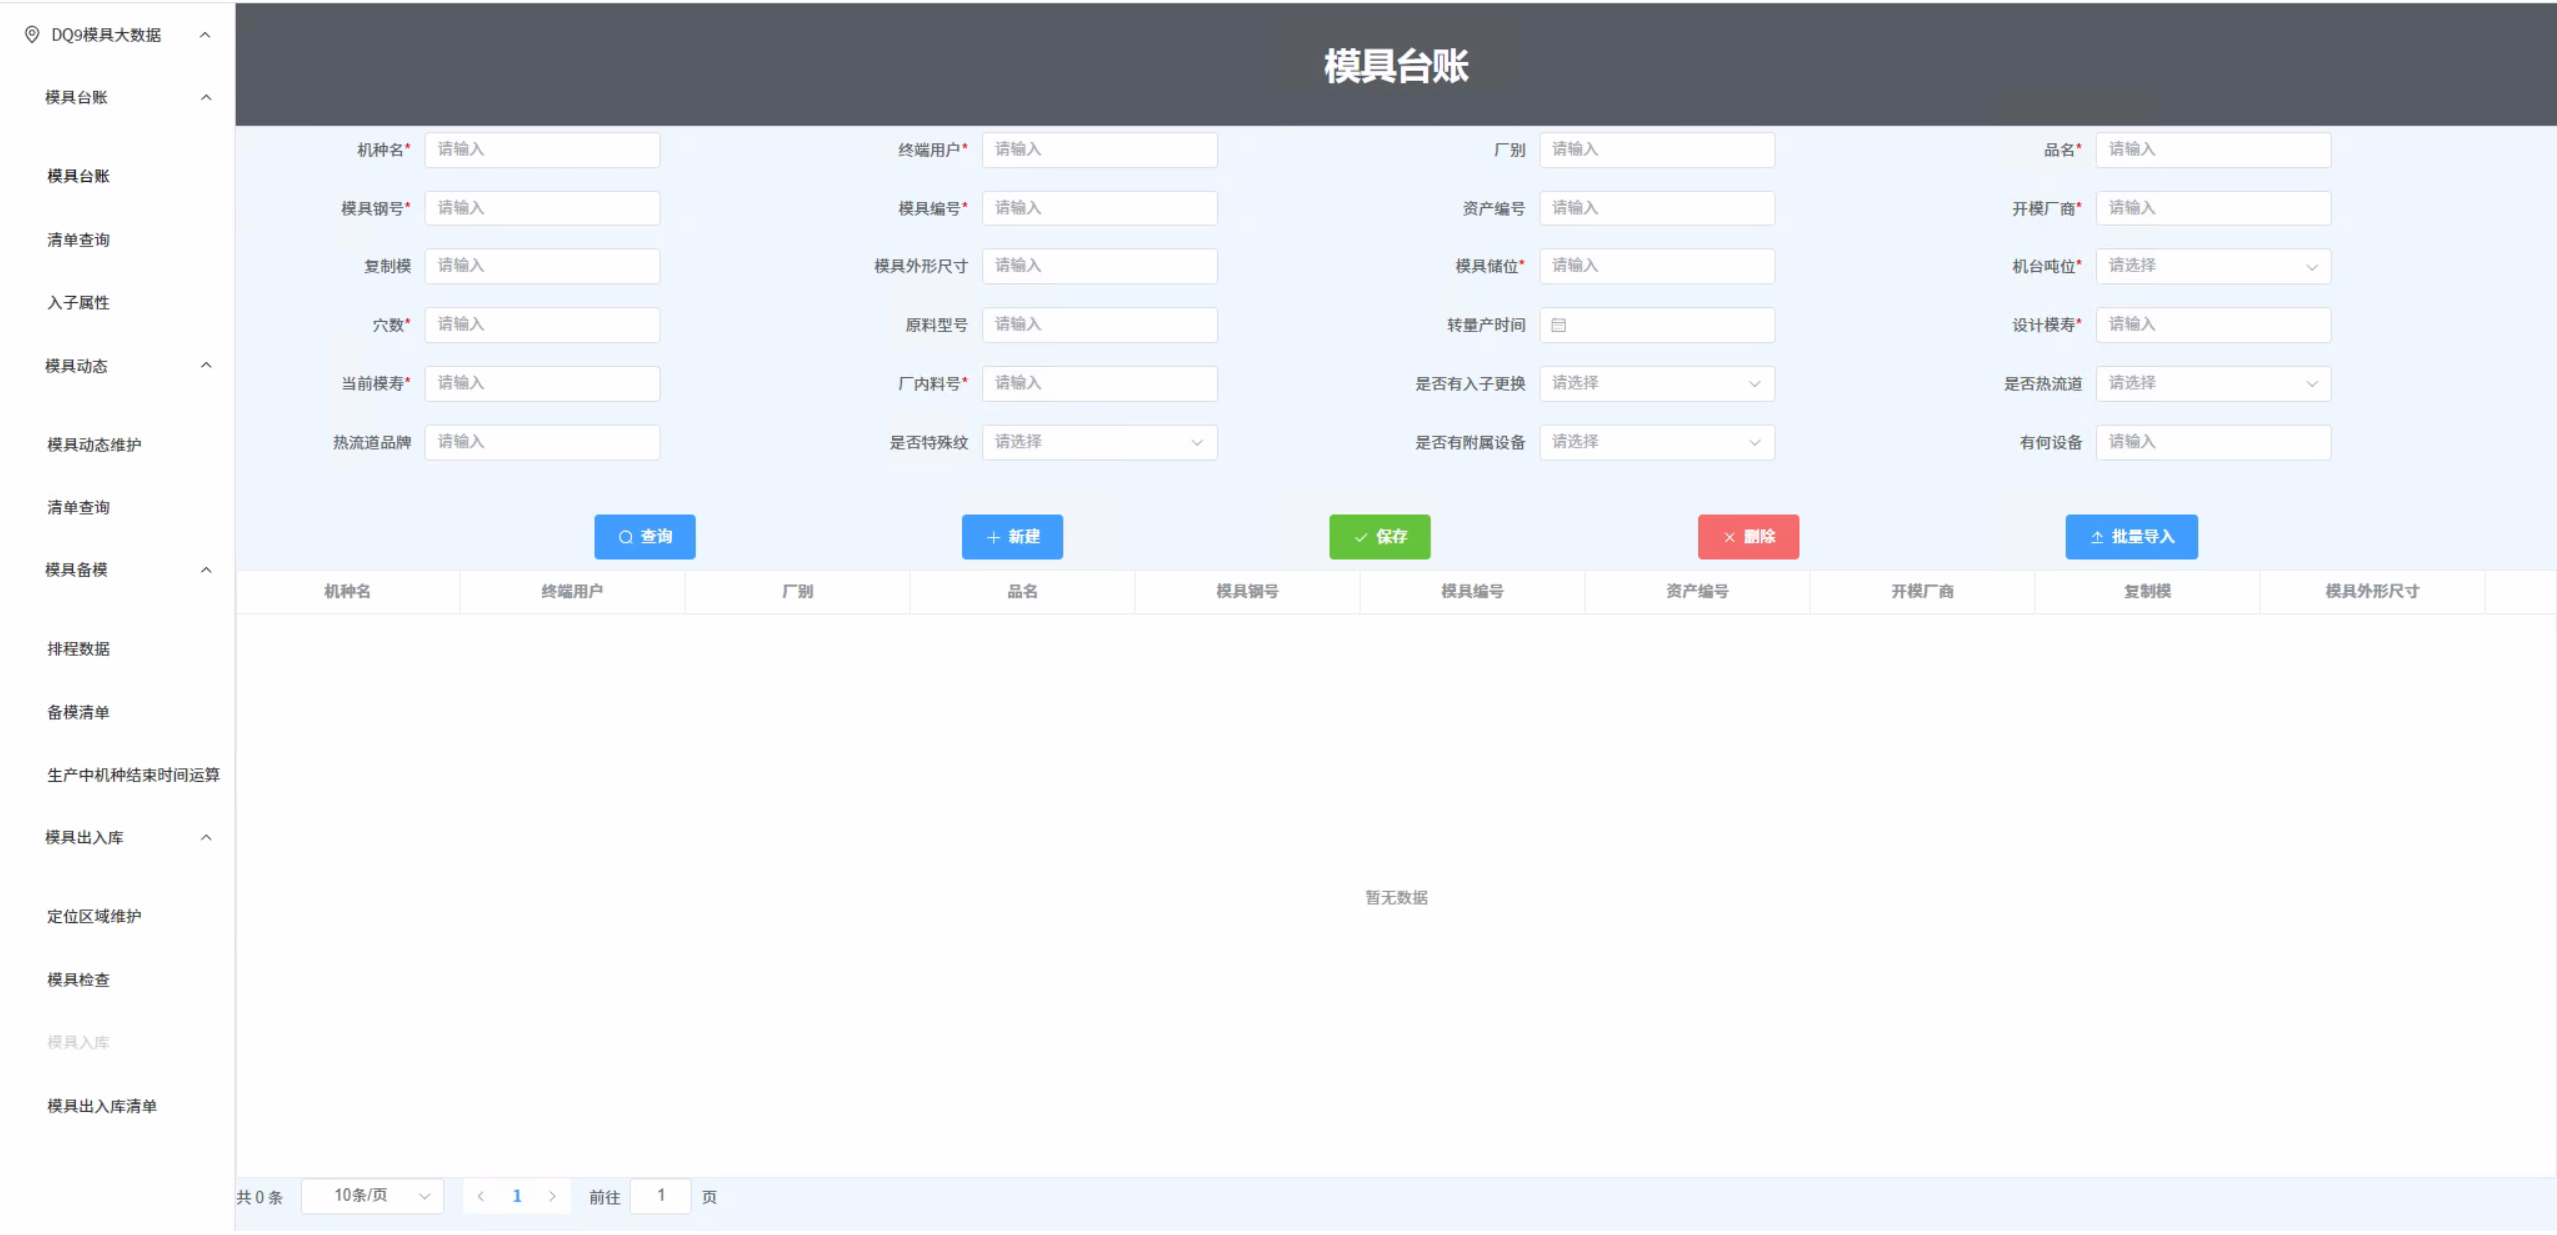 DQ9模具大数据
模具台账
模具台账
清单查询
入子属性
模具动态
模具动态维护
清单查询
模具备模
排程数据
备模清单
生产中机种结束时间运算
模具出入库
定位区域维护
模具检查
模具入库
模具出入库清单
模具台账
机种名* 请输入 终端用户* 请输入 厂别 请输入 品名* 请输入
模具钢号* 请输入 模具编号* 请输入 资产编号 请输入 开模厂商* 请输入
复制模 请输入 模具外形尺寸 请输入 模具储位* 请输入 机台吨位* 请选择
穴数* 请输入 原料型号 请输入 转量产时间 设计模寿* 请输入
当前模寿* 请输入 厂内料号* 请输入 是否有入子更换 请选择 是否热流道 请选择
热流道品牌 请输入 是否特殊纹 请选择 是否有附属设备 请选择 有何设备 请输入
查询 新建 保存 删除 批量导入
机种名 终端用户 厂别 品名 模具钢号 模具编号 资产编号 开模厂商 复制模 模具外形尺寸
暂无数据
共 0 条 10条/页 1 前往 1 页